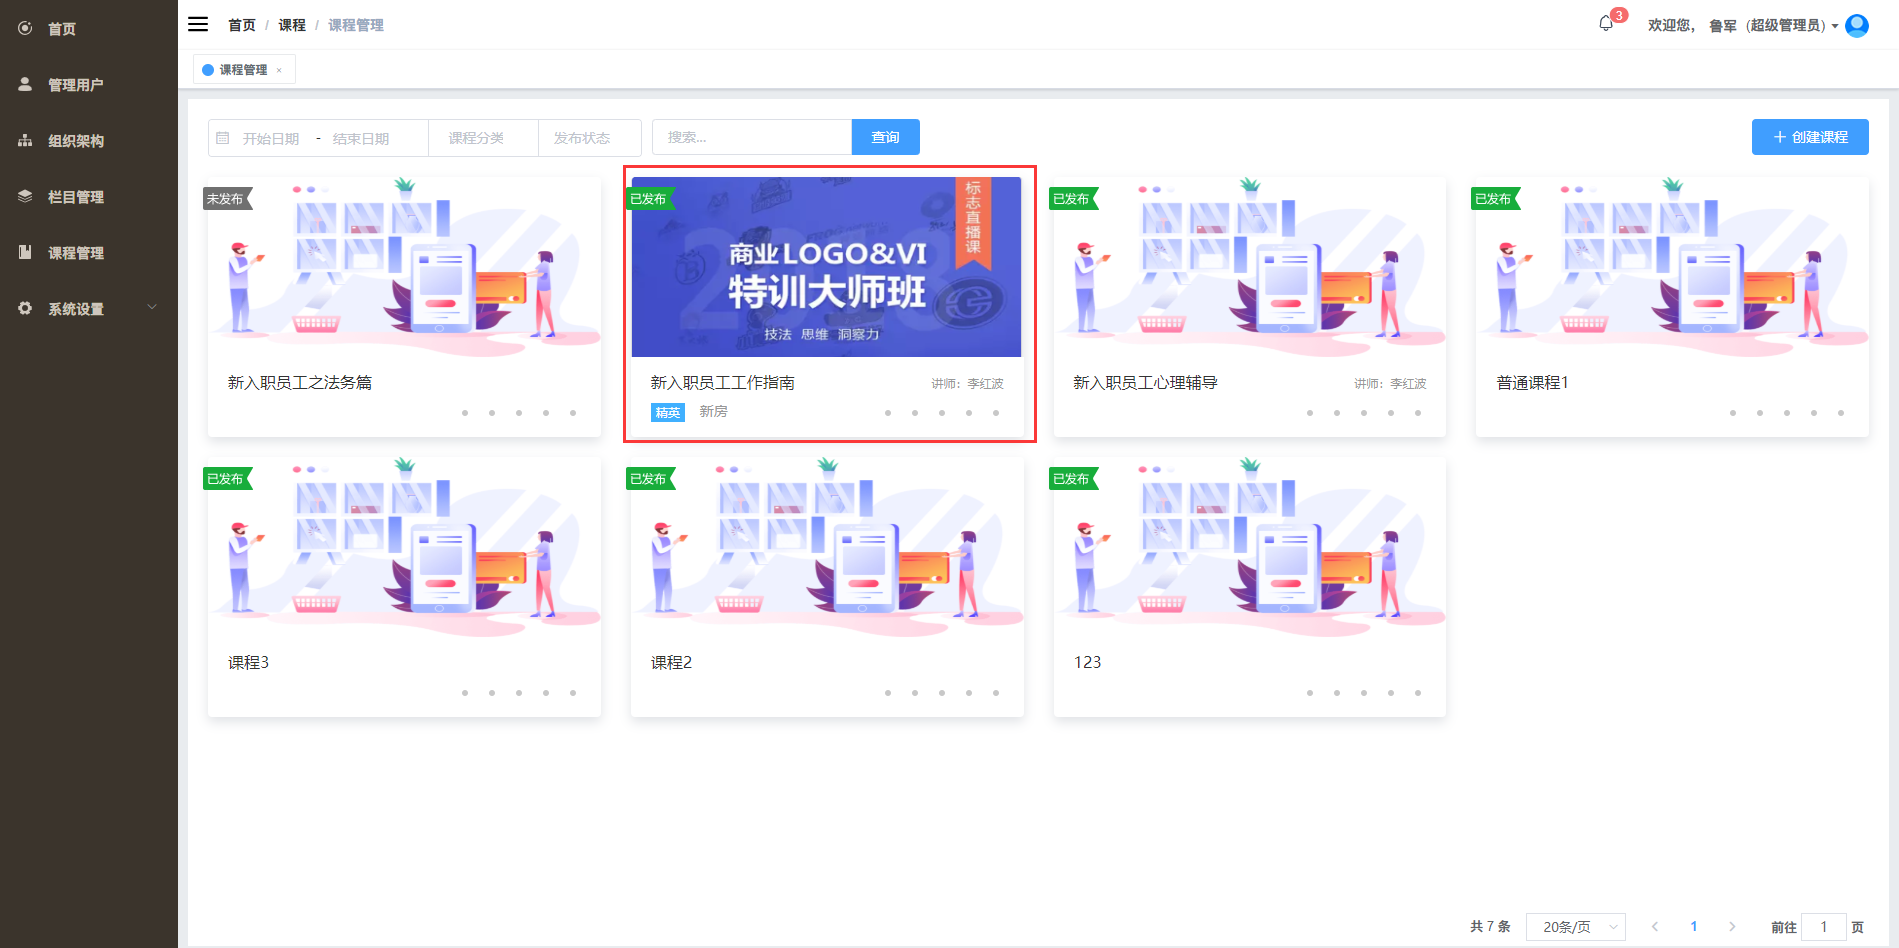 首页
管理用户
组织架构
栏目管理
课程管理
系统设置
首页 / 课程 / 课程管理
3
欢迎您， 鲁军（超级管理员）
课程管理 ×
开始日期 - 结束日期 课程分类 发布状态 搜索... 查询
+ 创建课程
未发布
新入职员工之法务篇
已发布
标志直播课
商业LOGO&VI
特训大师班
技法 思维 洞察力
新入职员工工作指南 讲师：李红波
精英 新房
已发布
新入职员工心理辅导 讲师：李红波
已发布
普通课程1
已发布
课程3
已发布
课程2
已发布
123
共 7 条 20条/页 < 1 > 前往 1 页